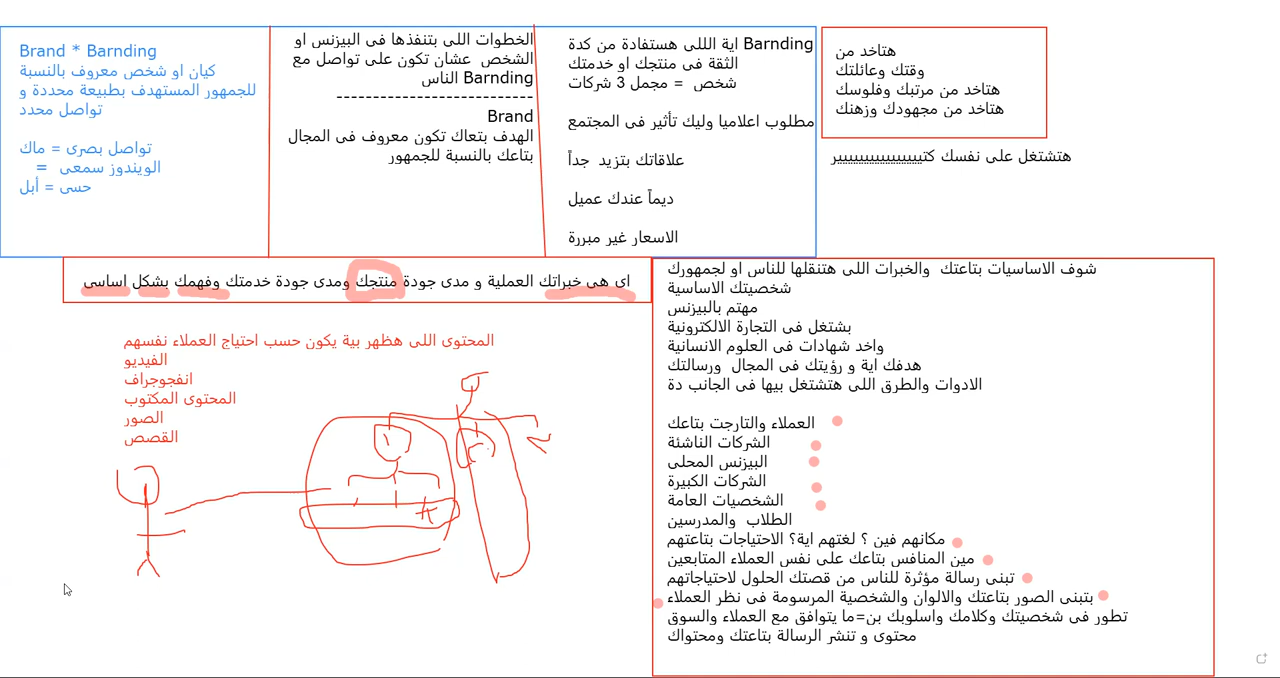 Brand * Barnding
كيان او شخص معروف بالنسبة
للجمهور المستهدف بطبيعة محددة و
تواصل محدد
تواصل بصرى = ماك
الويندوز سمعى =
حسى = أبل
الخطوات اللى بتنفذها فى البيزنس او
الشخص عشان تكون على تواصل مع
Barnding الناس
---------------------------
Brand
الهدف بتعاك تكون معروف فى المجال
بتاعك بالنسبة للجمهور
Barnding اية الللى هستفادة من كدة
الثقة فى منتجك او خدمتك
شخص = مجمل 3 شركات
مطلوب اعلاميا وليك تأثير فى المجتمع
علاقاتك بتزيد جداً
ديماً عندك عميل
الاسعار غير مبررة
هتاخد من
وقتك وعائلتك
هتاخد من مرتبك وفلوسك
هتاخد من مجهودك وزهنك
هتشتغل على نفسك كتيييييييييييييييييير
اى هى خبراتك العملية و مدى جودة منتجك ومدى جودة خدمتك وفهمك بشكل اساسى
المحتوى اللى هظهر بية يكون حسب احتياج العملاء نفسهم
الفيديو
انفجوجراف
المحتوى المكتوب
الصور
القصص
شوف الاساسيات بتاعتك والخبرات اللى هتنقلها للناس او لجمهورك
شخصيتك الاساسية
مهتم بالبيزنس
بشتغل فى التجارة الالكترونية
واخد شهادات فى العلوم الانسانية
هدفك اية و رؤيتك فى المجال ورسالتك
الادوات والطرق اللى هتشتغل بيها فى الجانب دة
العملاء والتارجت بتاعك
الشركات الناشئة
البيزنس المحلى
الشركات الكبيرة
الشخصيات العامة
الطلاب والمدرسين
مكانهم فين ؟ لغتهم اية؟ الاحتياجات بتاعتهم
مين المنافس بتاعك على نفس العملاء المتابعين
تبنى رسالة مؤثرة للناس من قصتك الحلول لاحتياجاتهم
بتبنى الصور بتاعتك والالوان والشخصية المرسومة فى نظر العملاء
تطور فى شخصيتك وكلامك واسلوبك بن=ما يتوافق مع العملاء والسوق
محتوى و تنشر الرسالة بتاعتك ومحتواك